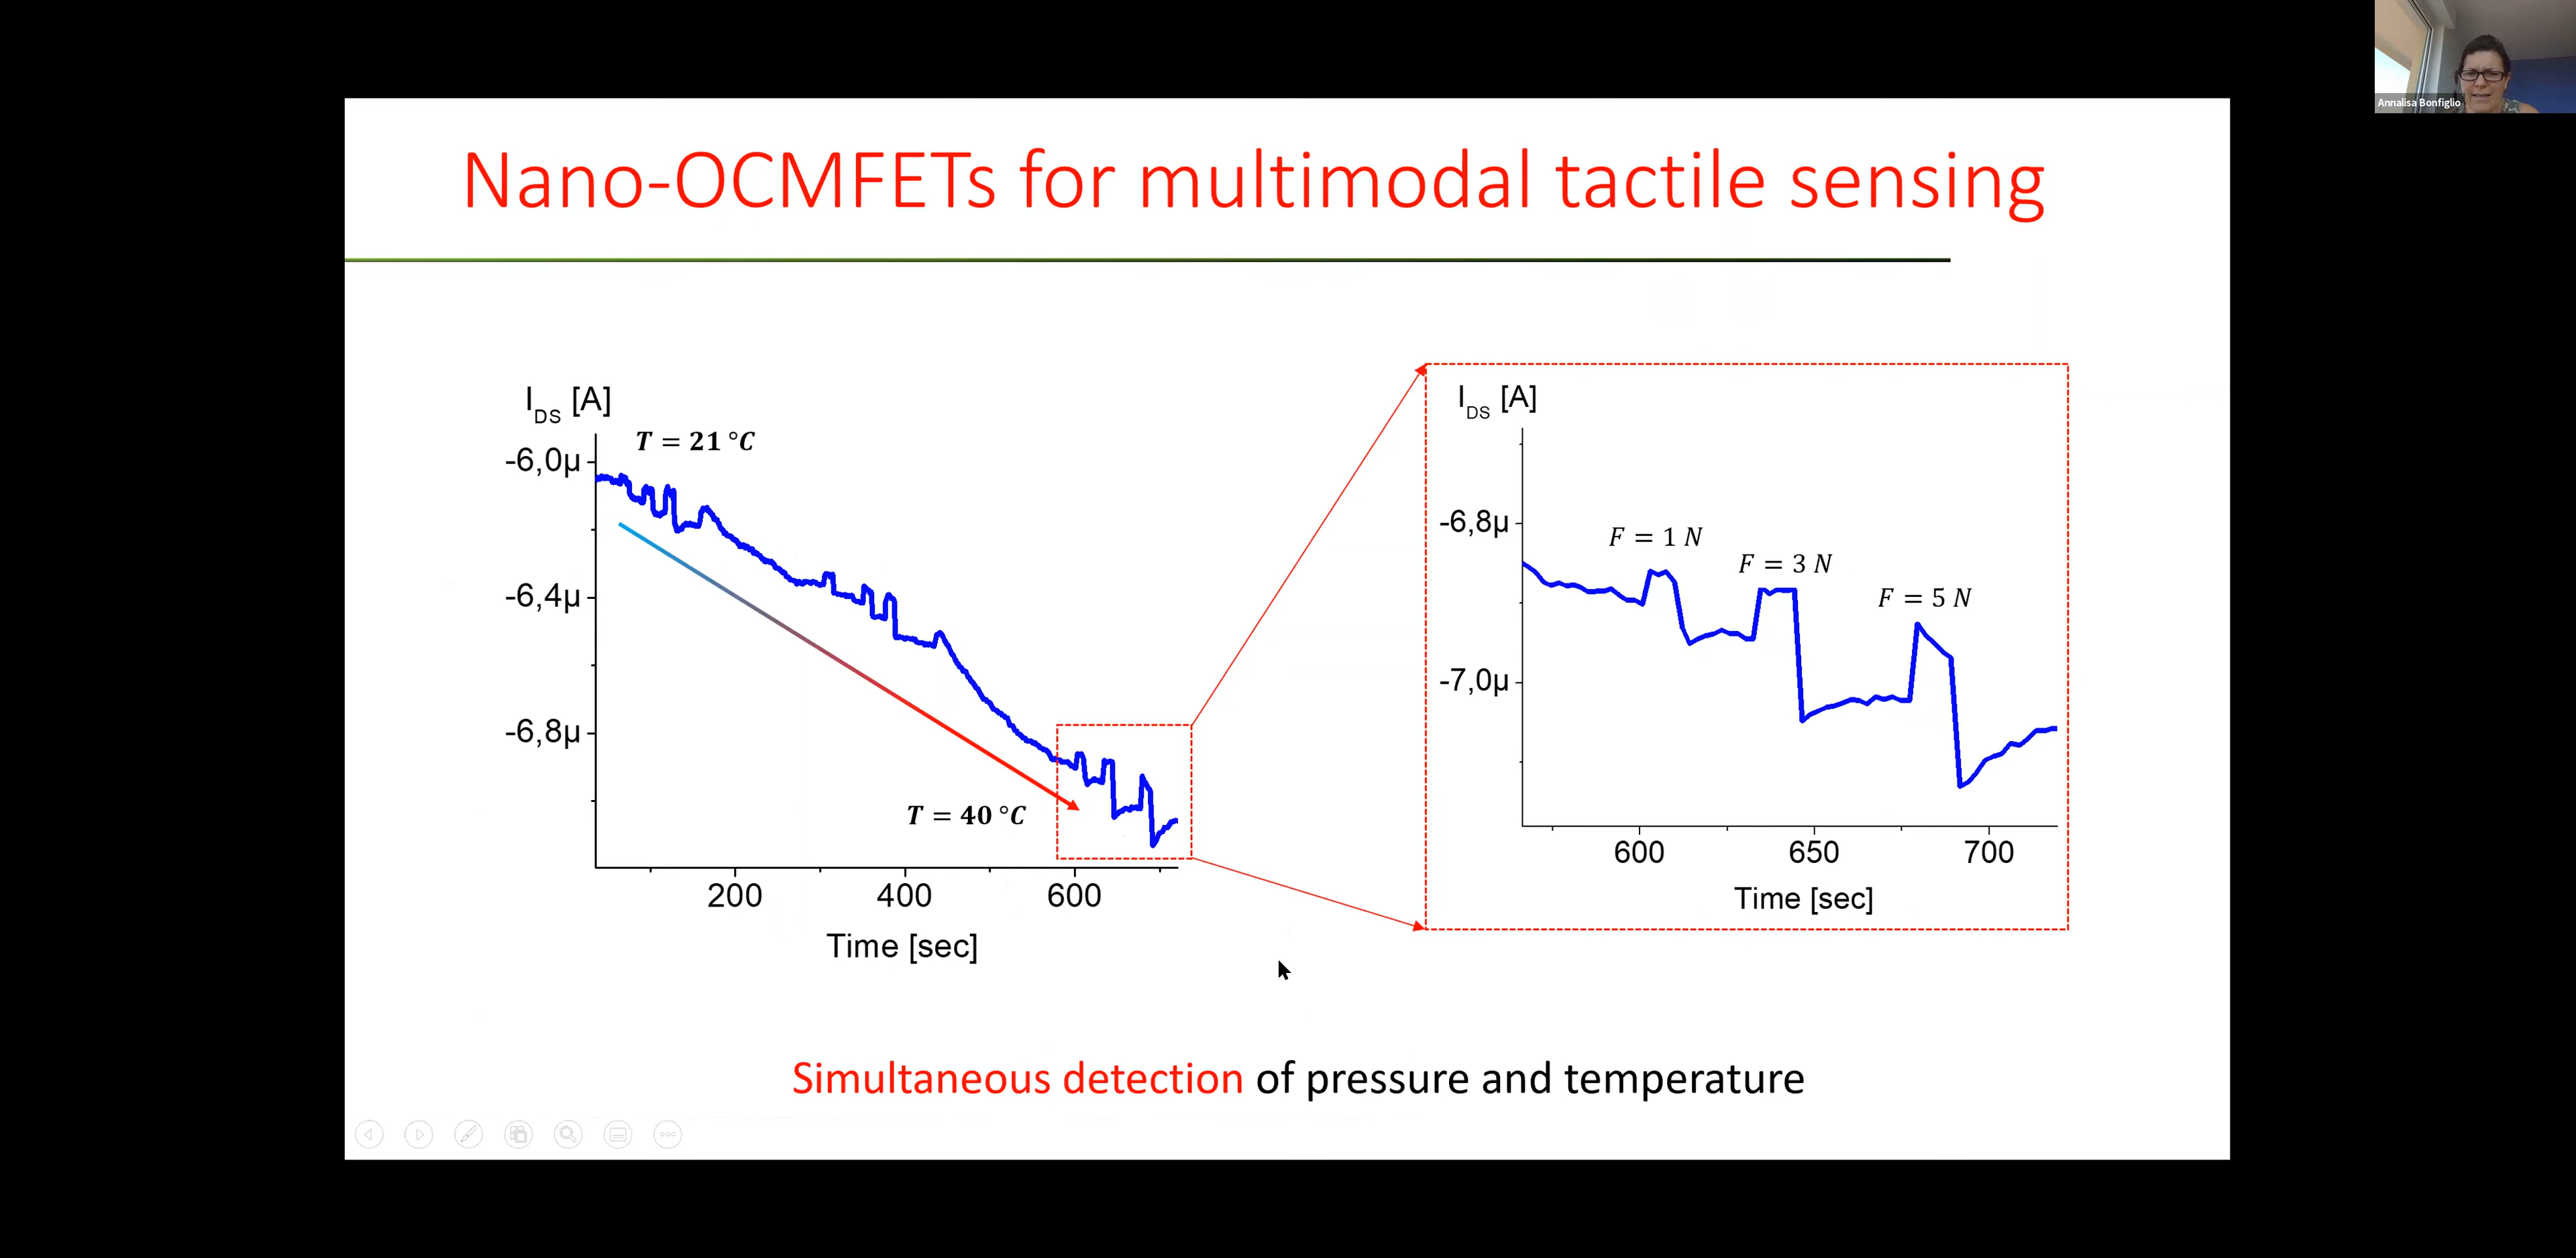 Annalisa Bonfiglio
Nano-OCMFETs for multimodal tactile sensing
I_DS [A]
T = 21 °C
-6,0µ
-6,4µ
-6,8µ
T = 40 °C
200 400 600
Time [sec]
I_DS [A]
-6,8µ
-7,0µ
F = 1 N
F = 3 N
F = 5 N
600 650 700
Time [sec]
Simultaneous detection of pressure and temperature